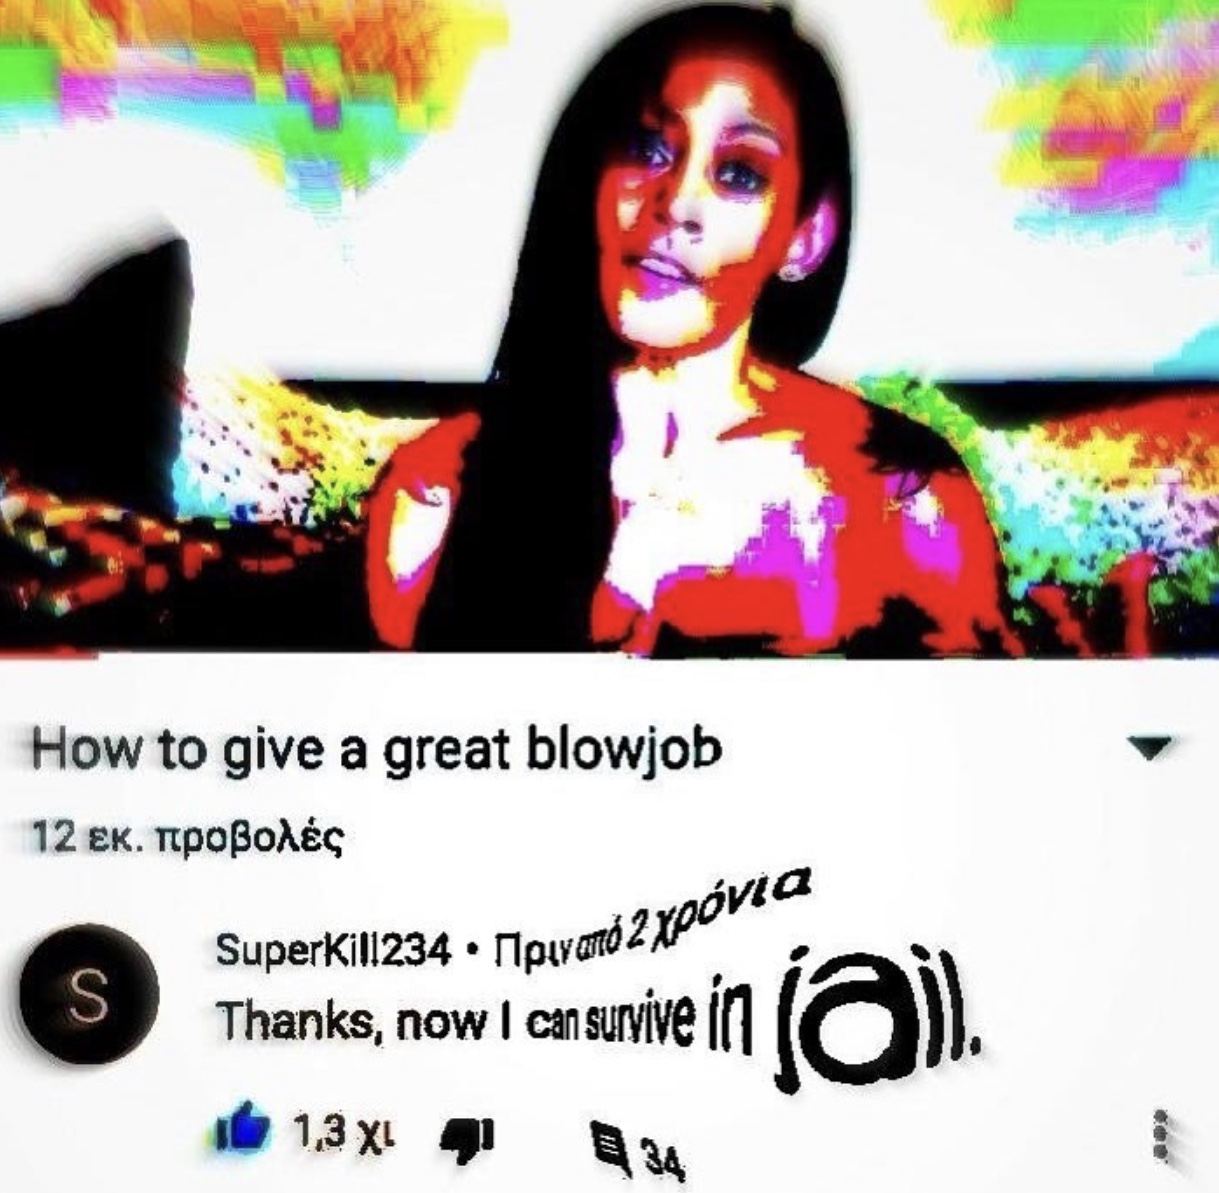 How to give a great blowjob
12 εκ. προβολές
S
SuperKill234 • Πριν από 2 χρόνια
Thanks, now I can survive in jail.
1,3 χιλ
34